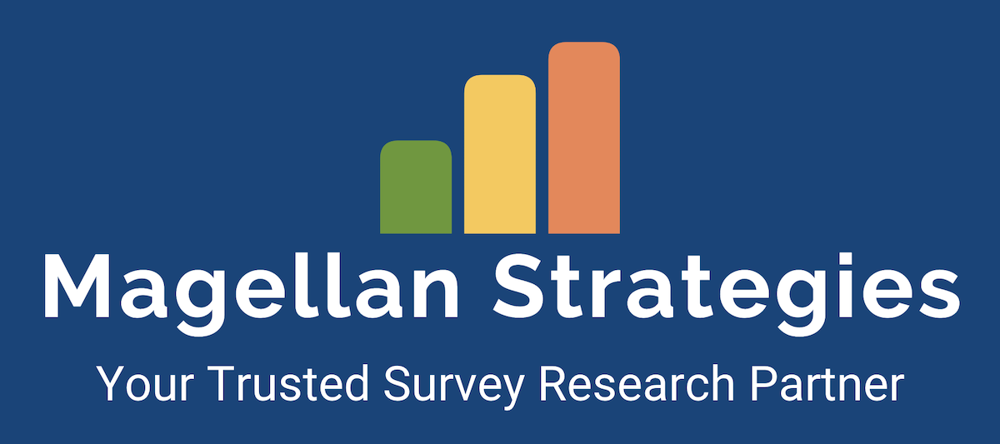 Magellan Strategies
Your Trusted Survey Research Partner